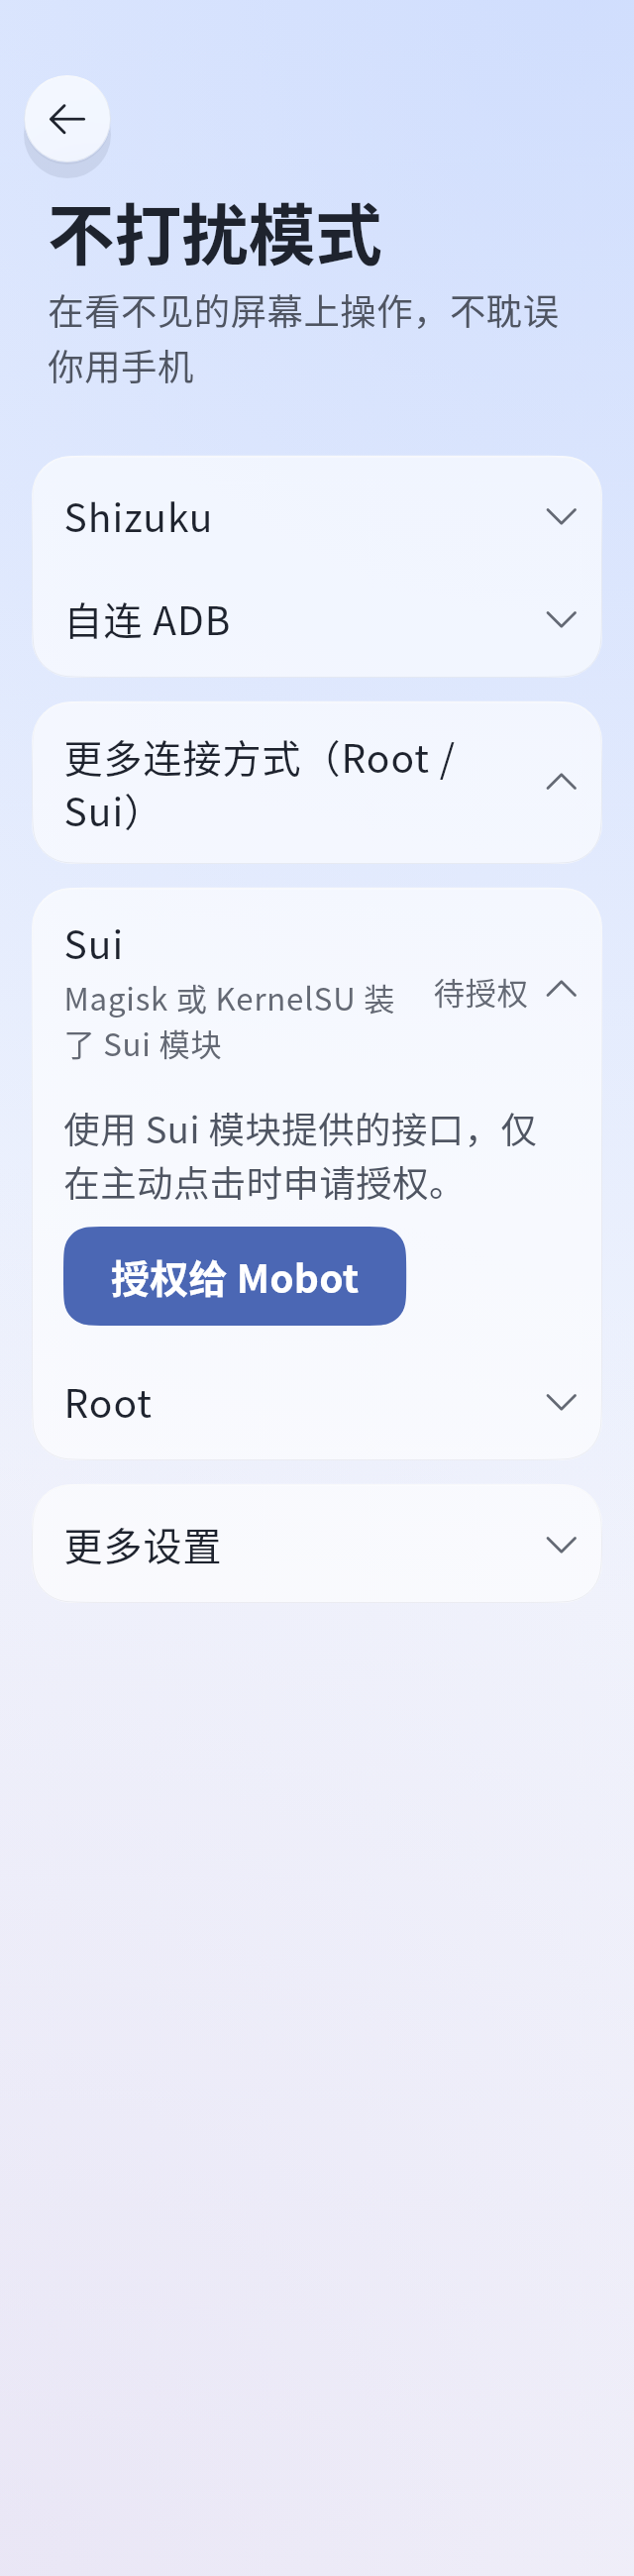 不打扰模式
在看不见的屏幕上操作，不耽误
你用手机
Shizuku
自连 ADB
更多连接方式（Root /
Sui）
Sui
Magisk 或 KernelSU 装
了 Sui 模块
待授权
使用 Sui 模块提供的接口，仅
在主动点击时申请授权。
授权给 Mobot
Root
更多设置